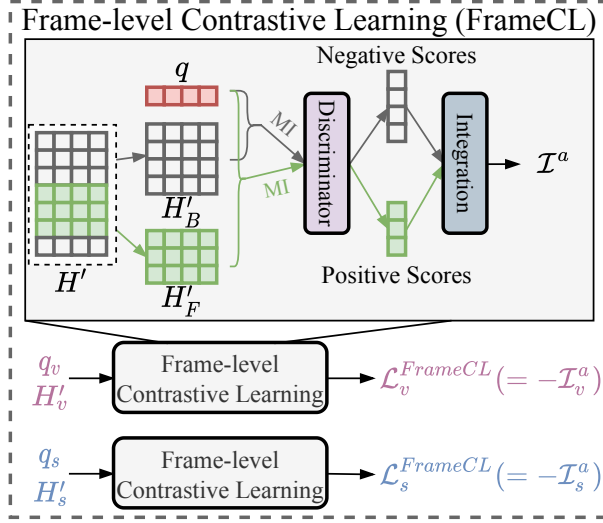 Frame-level Contrastive Learning (FrameCL)
Negative Scores
q
MI
MI
H'
H'_B
H'_F
Discriminator
Integration
ℐ^a
Positive Scores
q_v
H'_v
Frame-level
Contrastive Learning
ℒ_v^{FrameCL}(= −ℐ_v^a)
q_s
H'_s
Frame-level
Contrastive Learning
ℒ_s^{FrameCL}(= −ℐ_s^a)